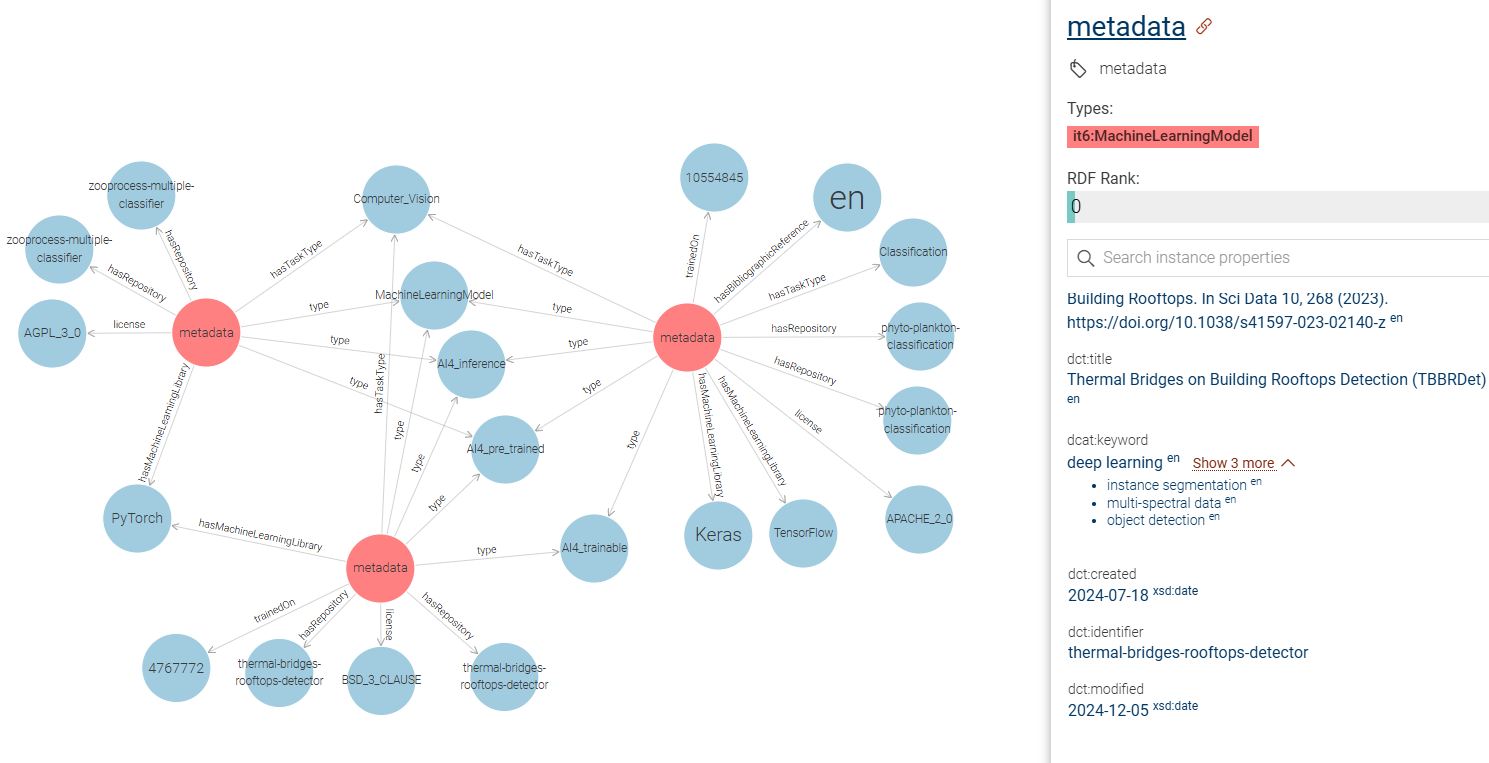 zooprocess-multiple-
classifier
zooprocess-multiple-
classifier
AGPL_3_0
metadata
PyTorch
hasRepository
hasRepository
license
hasMachineLearningLibrary
hasTaskType
type
type
type
Computer_Vision
MachineLearningModel
AI4_inference
AI4_pre_trained
AI4_trainable
hasTaskType
type
type
type
type
hasMachineLearningLibrary
metadata
trainedOn
hasRepository
license
hasRepository
4767772
thermal-bridges-
rooftops-detector
BSD_3_CLAUSE
thermal-bridges-
rooftops-detector
hasTaskType
type
type
type
type
metadata
trainedOn
hasBibliographicReference
hasTaskType
hasRepository
hasRepository
license
hasMachineLearningLibrary
hasMachineLearningLibrary
10554845
en
Classification
phyto-plankton-
classification
phyto-plankton-
classification
APACHE_2_0
TensorFlow
Keras
metadata
metadata
Types:
it6:MachineLearningModel
RDF Rank:
0
Search instance properties
Building Rooftops. In Sci Data 10, 268 (2023).
https://doi.org/10.1038/s41597-023-02140-z en
dct:title
Thermal Bridges on Building Rooftops Detection (TBBRDet)
en
dcat:keyword
deep learning en Show 3 more
instance segmentation en
multi-spectral data en
object detection en
dct:created
2024-07-18 xsd:date
dct:identifier
thermal-bridges-rooftops-detector
dct:modified
2024-12-05 xsd:date